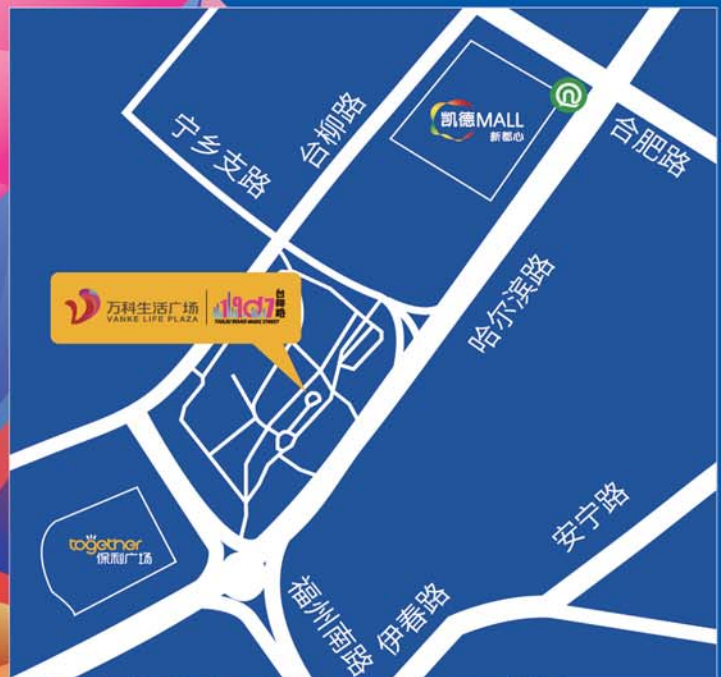 凯德MALL
新都心
合肥路
台柳路
宁乡支路
万科生活广场
VANKE LIFE PLAZA
1907
台柳路
哈尔滨路
安宁路
together
保利广场
福州南路
伊春路